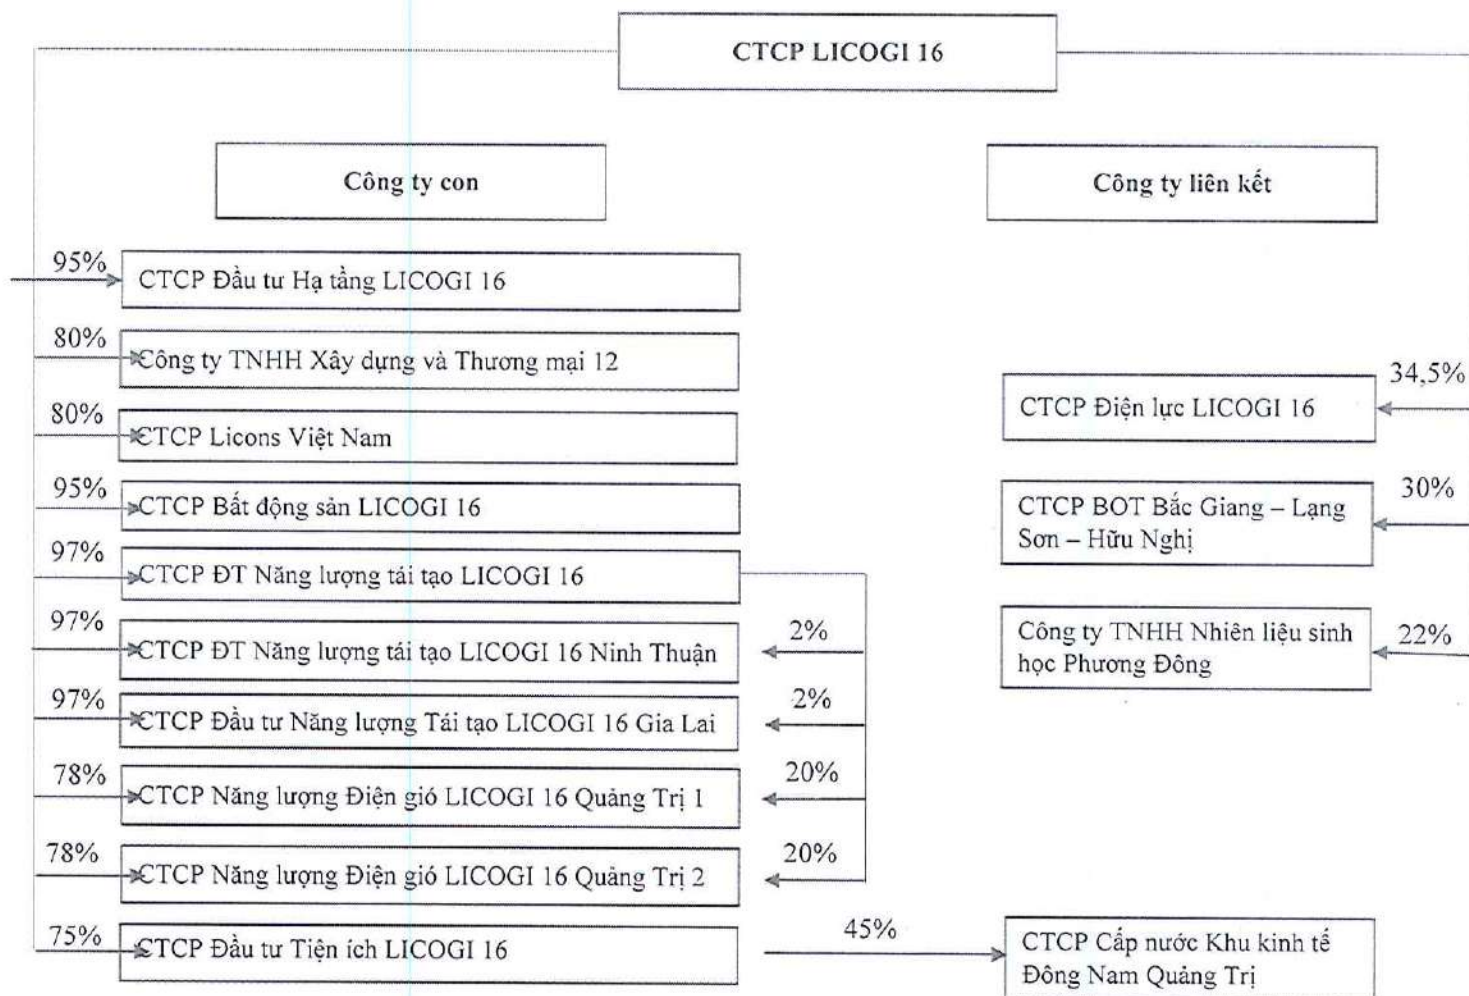 CTCP LICOGI 16
Công ty con
Công ty liên kết
95%
CTCP Đầu tư Hạ tầng LICOGI 16
80%
Công ty TNHH Xây dựng và Thương mại 12
80%
CTCP Licons Việt Nam
95%
CTCP Bất động sản LICOGI 16
97%
CTCP ĐT Năng lượng tái tạo LICOGI 16
97%
CTCP ĐT Năng lượng tái tạo LICOGI 16 Ninh Thuận
2%
97%
CTCP Đầu tư Năng lượng Tái tạo LICOGI 16 Gia Lai
2%
78%
CTCP Năng lượng Điện gió LICOGI 16 Quảng Trị 1
20%
78%
CTCP Năng lượng Điện gió LICOGI 16 Quảng Trị 2
20%
75%
CTCP Đầu tư Tiện ích LICOGI 16
45%
CTCP Cấp nước Khu kinh tế
Đông Nam Quảng Trị
34,5%
CTCP Điện lực LICOGI 16
30%
CTCP BOT Bắc Giang – Lạng
Sơn – Hữu Nghị
22%
Công ty TNHH Nhiên liệu sinh
học Phương Đông